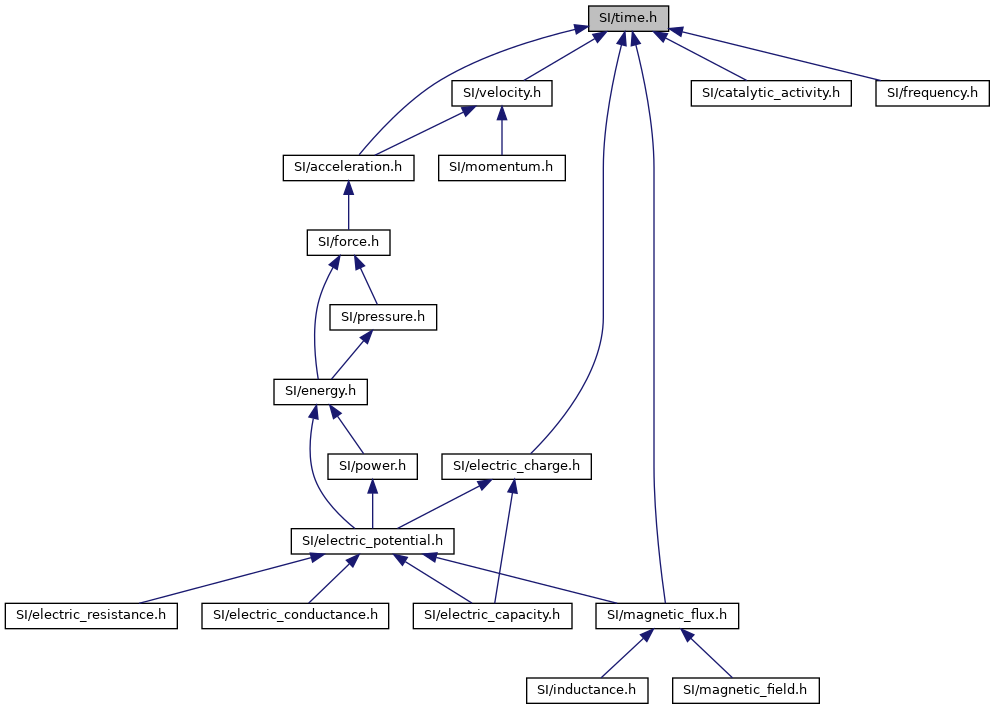 SI/time.h
SI/velocity.h
SI/catalytic_activity.h
SI/frequency.h
SI/acceleration.h
SI/momentum.h
SI/force.h
SI/pressure.h
SI/energy.h
SI/power.h
SI/electric_charge.h
SI/electric_potential.h
SI/electric_resistance.h
SI/electric_conductance.h
SI/electric_capacity.h
SI/magnetic_flux.h
SI/inductance.h
SI/magnetic_field.h